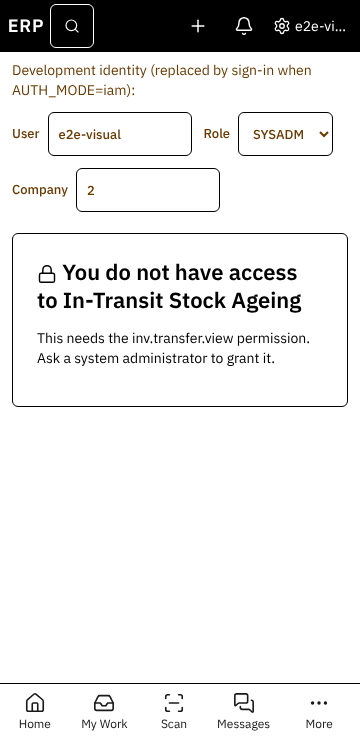 ERP
e2e-vi...
Development identity (replaced by sign-in when
AUTH_MODE=iam):
User
e2e-visual
Role
SYSADM
Company
2
You do not have access
to In-Transit Stock Ageing
This needs the inv.transfer.view permission.
Ask a system administrator to grant it.
Home
My Work
Scan
Messages
More